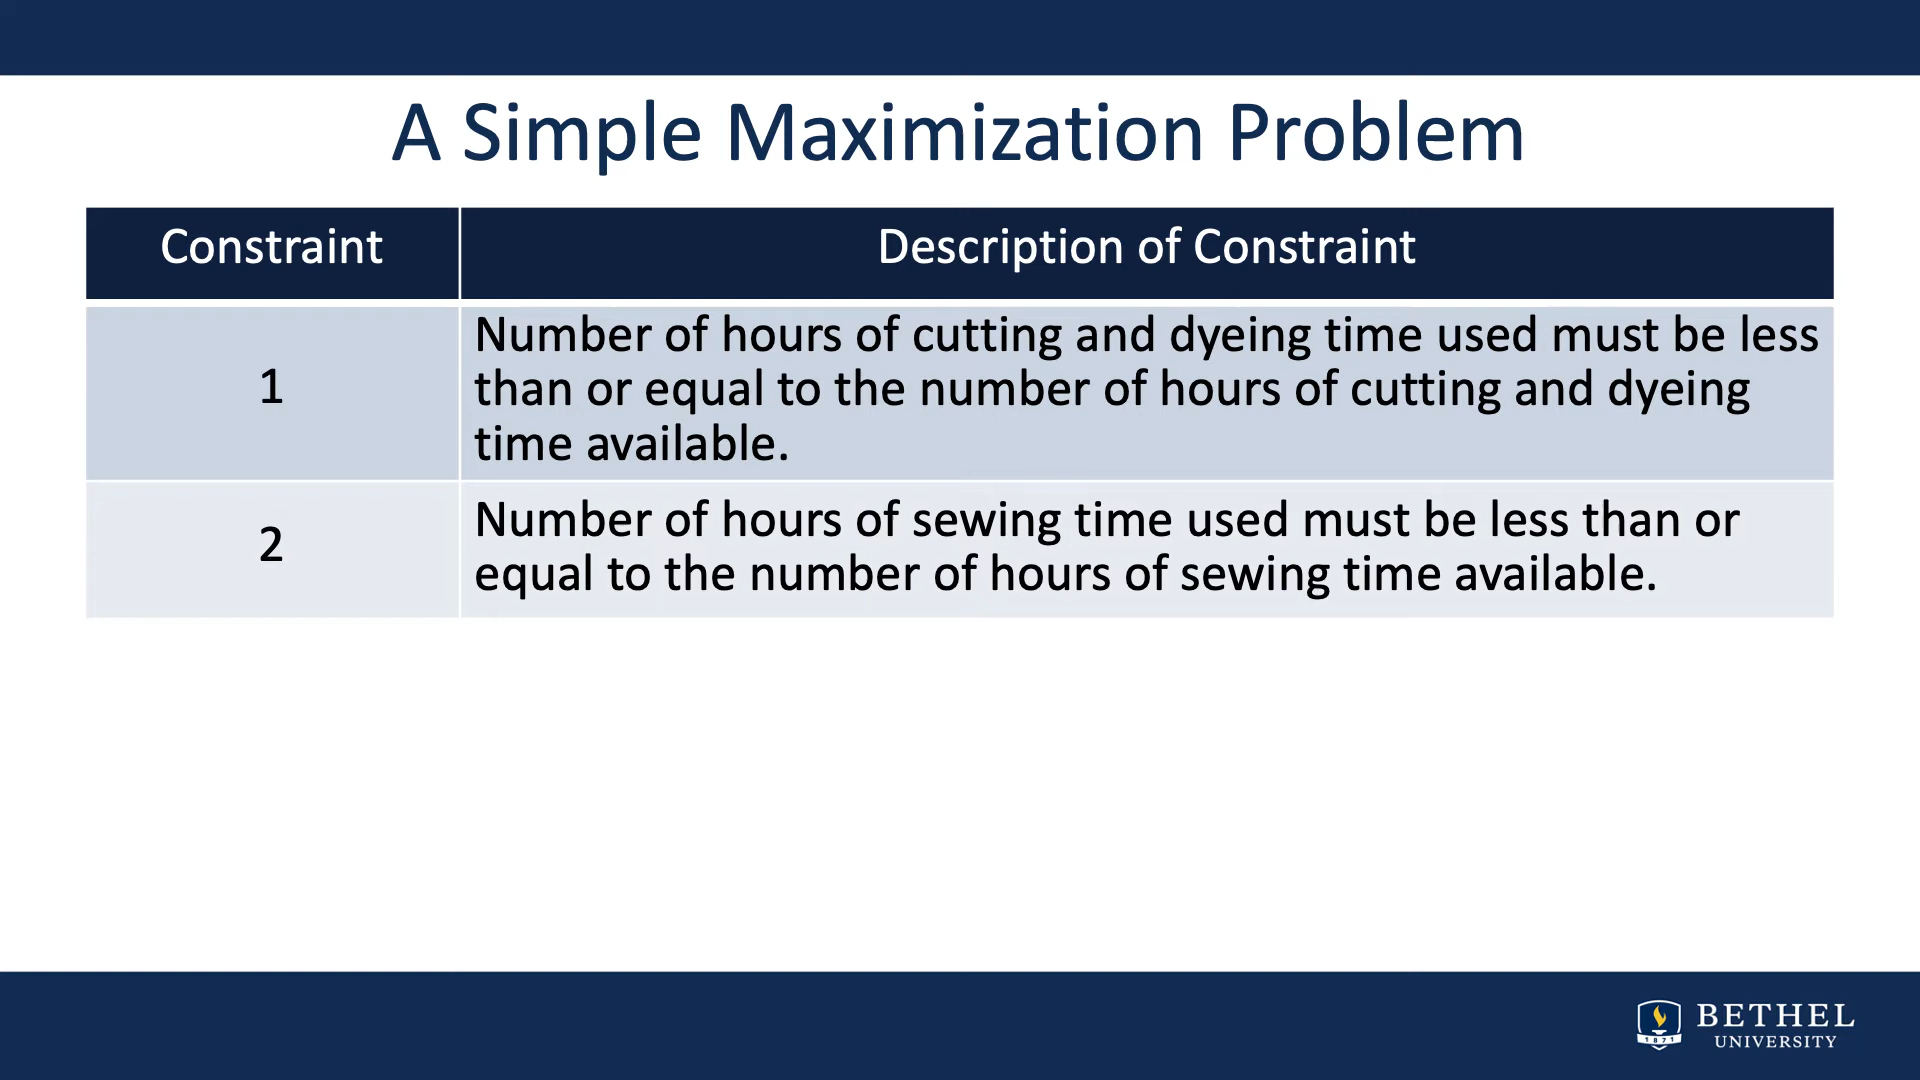 A Simple Maximization Problem
Constraint
Description of Constraint
1
Number of hours of cutting and dyeing time used must be less
than or equal to the number of hours of cutting and dyeing
time available.
2
Number of hours of sewing time used must be less than or
equal to the number of hours of sewing time available.
1871
BETHEL
UNIVERSITY